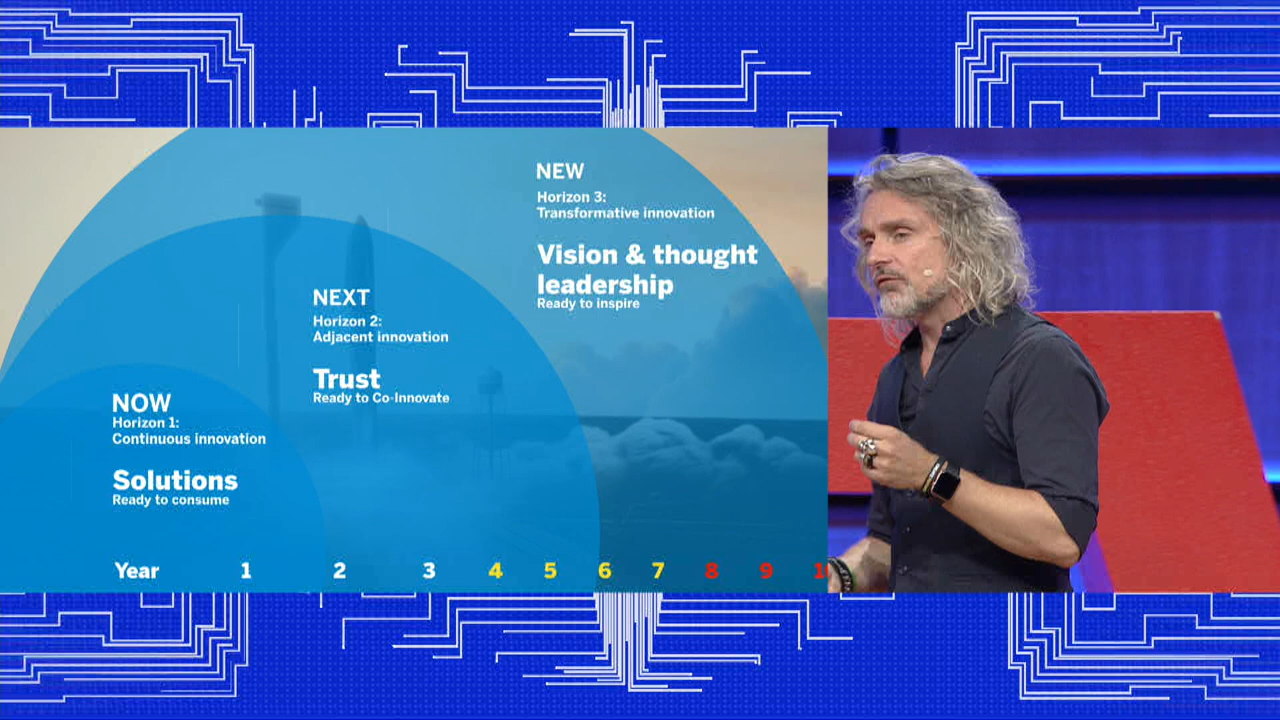 NEW
Horizon 3:
Transformative innovation
Vision & thought
leadership
Ready to inspire
NEXT
Horizon 2:
Adjacent innovation
Trust
Ready to Co-Innovate
NOW
Horizon 1:
Continuous innovation
Solutions
Ready to consume
Year 1 2 3 4 5 6 7 8 9